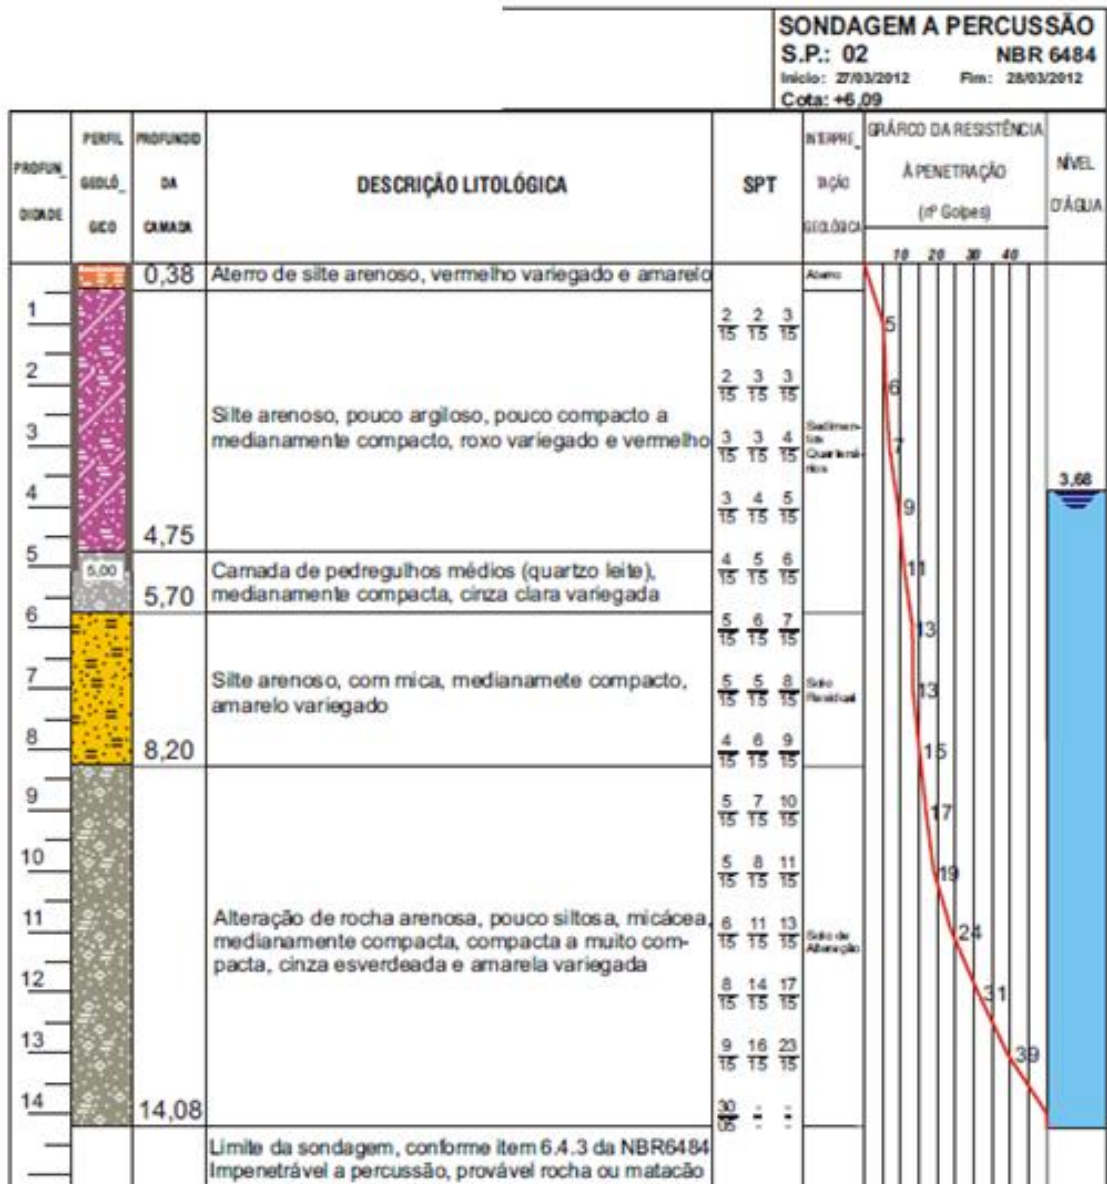 SONDAGEM A PERCUSSÃO
S.P.: 02 NBR 6484
Início: 27/03/2012 Fim: 28/03/2012
Cota: +6,09
PROFUN_
DIDADE
PERFIL
GEOLÓ_
GICO
PROFUNDID
DA
CAMADA
DESCRIÇÃO LITOLÓGICA
SPT
INTERPRE_
TAÇÃO
GEOLÓGICA
GRÁFICO DA RESISTÊNCIA
À PENETRAÇÃO
(nº Golpes)
10 20 30 40
NÍVEL
D'ÁGUA
0,38 Aterro de silte arenoso, vermelho variegado e amarelo
Aterro
1
2/15 2/15 3/15
5
2
2/15 3/15 3/15
6
Silte arenoso, pouco argiloso, pouco compacto a
medianamente compacto, roxo variegado e vermelho
3
3/15 3/15 4/15
Sedimen-
tos
Quarterná-
rios
7
3,68
4
3/15 4/15 5/15
9
4,75
5
5,00
Camada de pedregulhos médios (quartzo leite),
medianamente compacta, cinza clara variegada
4/15 5/15 6/15
11
5,70
6
5/15 6/15 7/15
13
7
Silte arenoso, com mica, medianamete compacto,
amarelo variegado
5/15 5/15 8/15
Solo
Residual
13
8
8,20
4/15 6/15 9/15
15
9
5/15 7/15 10/15
17
10
5/15 8/15 11/15
19
11
Alteração de rocha arenosa, pouco siltosa, micácea,
medianamente compacta, compacta a muito com-
pacta, cinza esverdeada e amarela variegada
6/15 11/15 13/15
Solo de
Alteração
24
12
8/15 14/15 17/15
31
13
9/15 16/15 23/15
39
14
14,08
30/05 - -
Limite da sondagem, conforme item 6.4.3 da NBR6484
Impenetrável a percussão, provável rocha ou matacão